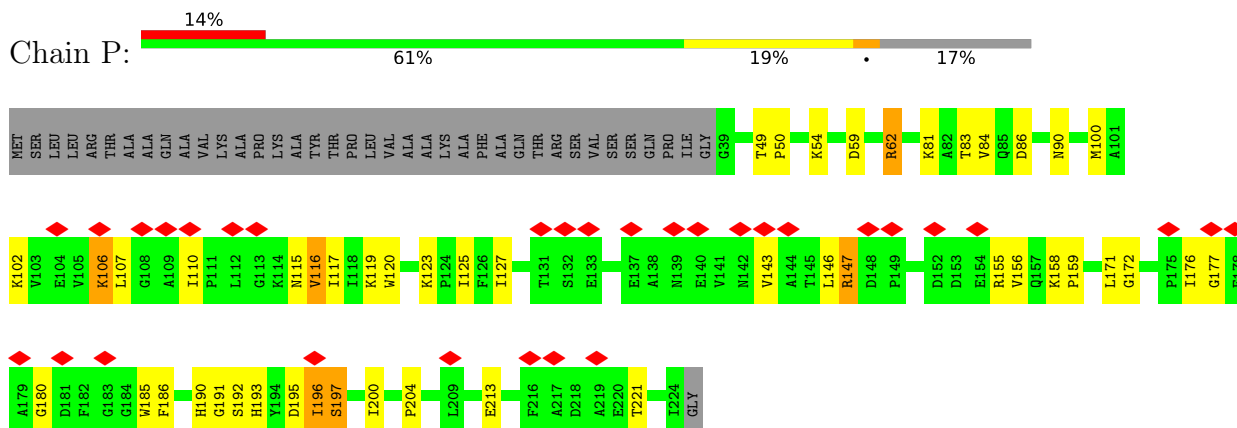 14%
Chain P:
61% 19% . 17%
MET SER LEU LEU ARG THR ALA ALA GLN ALA VAL LYS ALA PRO LYS ALA TYR THR PRO LEU VAL ALA ALA LYS ALA PHE ALA GLN THR ARG SER VAL SER SER GLN PRO ILE GLY G39 T49 P50 K54 D59 R62 K81 A82 T83 V84 Q85 D86 N90 M100 A101
K102 V103 E104 V105 K106 L107 G108 A109 I110 P111 L112 G113 K114 N115 V116 I117 I118 K119 W120 K123 P124 I125 F126 I127 T131 S132 E133 E137 A138 N139 E140 V141 N142 V143 A144 T145 L146 R147 D148 P149 D152 D153 E154 R155 V156 Q157 K158 P159 L171 G172 P175 I176 G177
A179 G180 D181 F182 G183 G184 W185 F186 H190 G191 S192 H193 Y194 D195 I196 S197 I200 P204 L209 E213 F216 A217 D218 A219 E220 T221 I224 GLY